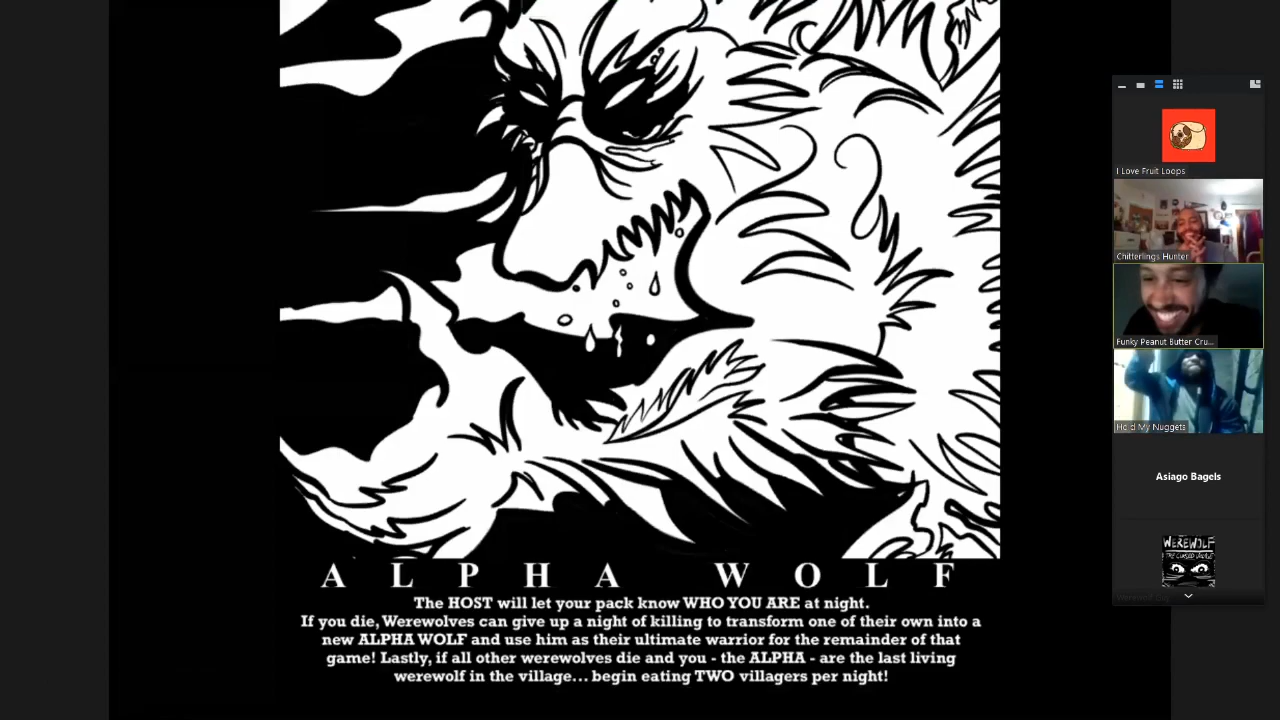 ALPHA WOLF
The HOST will let your pack know WHO YOU ARE at night.
If you die, Werewolves can give up a night of killing to transform one of their own into a
new ALPHA WOLF and use him as their ultimate warrior for the remainder of that
game! Lastly, if all other werewolves die and you - the ALPHA - are the last living
werewolf in the village... begin eating TWO villagers per night!
I Love Fruit Loops
Chitterlings Hunter
Funky Peanut Butter Cru...
Hold My Nuggets
Asiago Bagels
WEREWOLF